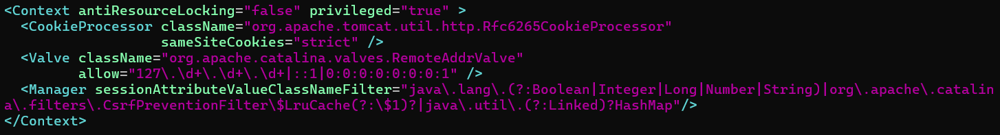 <Context antiResourceLocking="false" privileged="true" >
  <CookieProcessor className="org.apache.tomcat.util.http.Rfc6265CookieProcessor"
                   sameSiteCookies="strict" />
  <Valve className="org.apache.catalina.valves.RemoteAddrValve"
         allow="127\.\d+\.\d+\.\d+|::1|0:0:0:0:0:0:0:1" />
  <Manager sessionAttributeValueClassNameFilter="java\.lang\.(?:Boolean|Integer|Long|Number|String)|org\.apache\.catalin
a\.filters\.CsrfPreventionFilter\$LruCache(?:\$1)?|java\.util\.(?:Linked)?HashMap"/>
</Context>